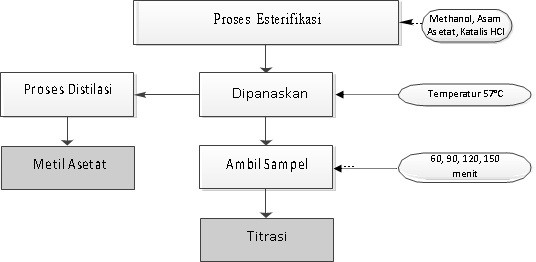 Proses Esterifikasi
Methanol, Asam
Asetat, Katalis HCl
Proses Distilasi
Dipanaskan
Temperatur 57°C
Metil Asetat
Ambil Sampel
60, 90, 120, 150
menit
Titrasi